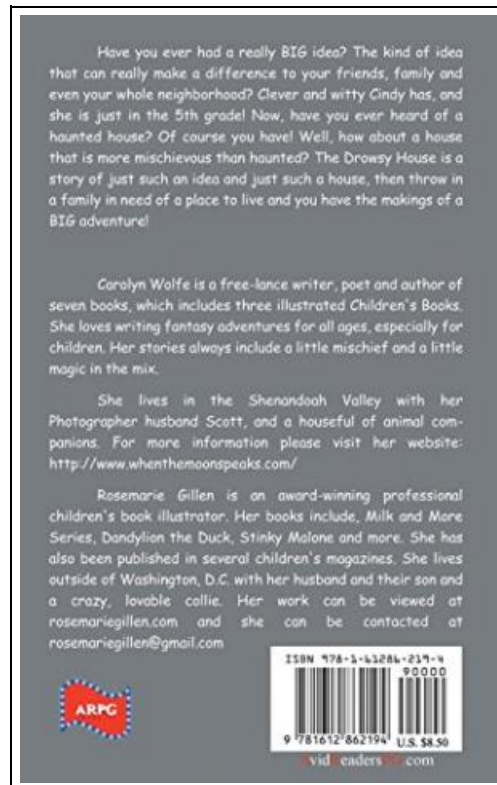 Have you ever had a really BIG idea? The kind of idea
that can really make a difference to your friends, family and
even your whole neighborhood? Clever and witty Cindy has, and
she is just in the 5th grade! Now, have you ever heard of a
haunted house? Of course you have! Well, how about a house
that is more mischievous than haunted? The Drowsy House is a
story of just such an idea and just such a house, then throw in
a family in need of a place to live and you have the makings of a
BIG adventure!
Carolyn Wolfe is a free-lance writer, poet and author of
seven books, which includes three illustrated Children's Books.
She loves writing fantasy adventures for all ages, especially for
children. Her stories always include a little mischief and a little
magic in the mix.
She lives in the Shenandoah Valley with her
Photographer husband Scott, and a houseful of animal com-
panions. For more information please visit her website:
http://www.whenthemoonspeaks.com/
Rosemarie Gillen is an award-winning professional
children's book illustrator. Her books include, Milk and More
Series, Dandylion the Duck, Stinky Malone and more. She has
also been published in several children's magazines. She lives
outside of Washington, D.C. with her husband and their son and
a crazy, lovable collie. Her work can be viewed at
rosemariegillen.com and she can be contacted at
rosemariegillen@gmail.com
ISBN 978-1-61286-219-4
90000
9 781612 862194
U.S. $8.50
ARPG